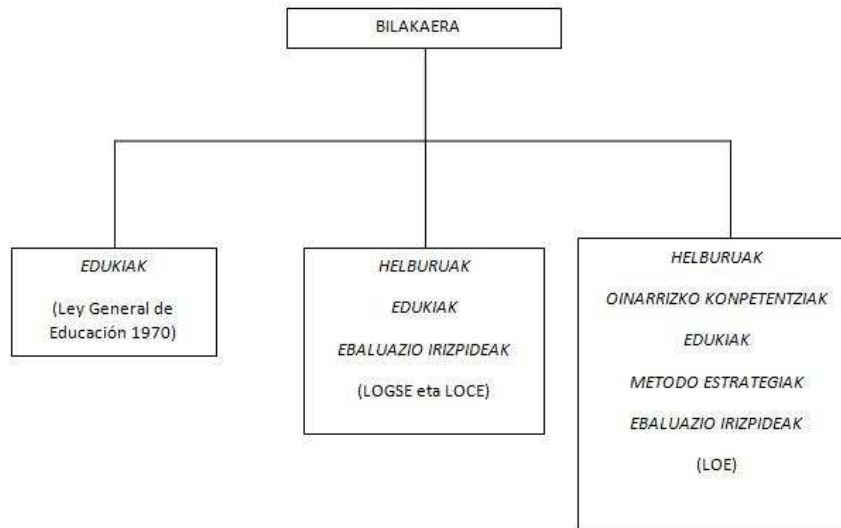 BILAKAERA
EDUKIAK
(Ley General de
Educación 1970)
HELBURUAK
EDUKIAK
EBALUAZIO IRIZPIDEAK
(LOGSE eta LOCE)
HELBURUAK
OINARRIZKO KONPETENTZIAK
EDUKIAK
METODO ESTRATEGIAK
EBALUAZIO IRIZPIDEAK
(LOE)